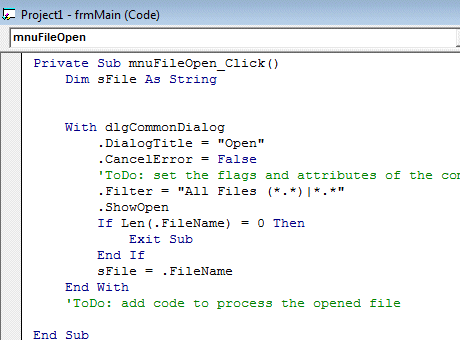 Project1 - frmMain (Code)
mnuFileOpen
Private Sub mnuFileOpen_Click()
Dim sFile As String
With dlgCommonDialog
.DialogTitle = "Open"
.CancelError = False
'ToDo: set the flags and attributes of the
.Filter = "All Files (*.*)|*.*"
.ShowOpen
If Len(.FileName) = 0 Then
Exit Sub
End If
sFile = .FileName
End With
'ToDo: add code to process the opened file
End Sub